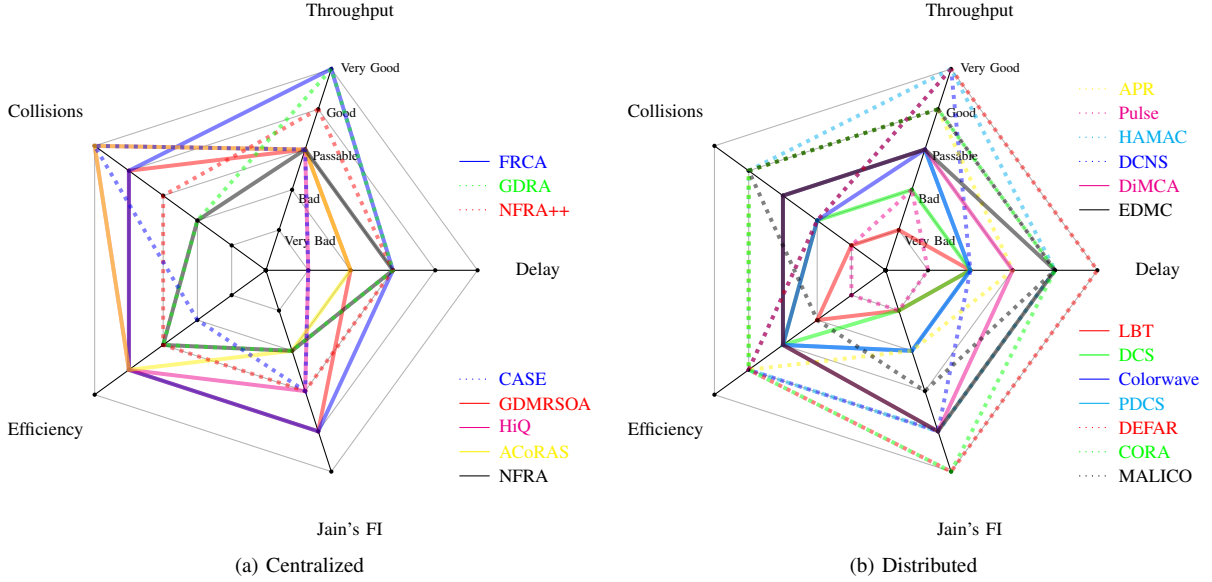 Throughput
Very Good
Good
Passable
Bad
Very Bad
Collisions
Delay
Efficiency
Jain's FI
FRCA
GDRA
NFRA++
CASE
GDMRSOA
HiQ
ACoRAS
NFRA
(a) Centralized
Throughput
Very Good
Good
Passable
Bad
Very Bad
Collisions
Delay
Efficiency
Jain's FI
APR
Pulse
HAMAC
DCNS
DiMCA
EDMC
LBT
DCS
Colorwave
PDCS
DEFAR
CORA
MALICO
(b) Distributed